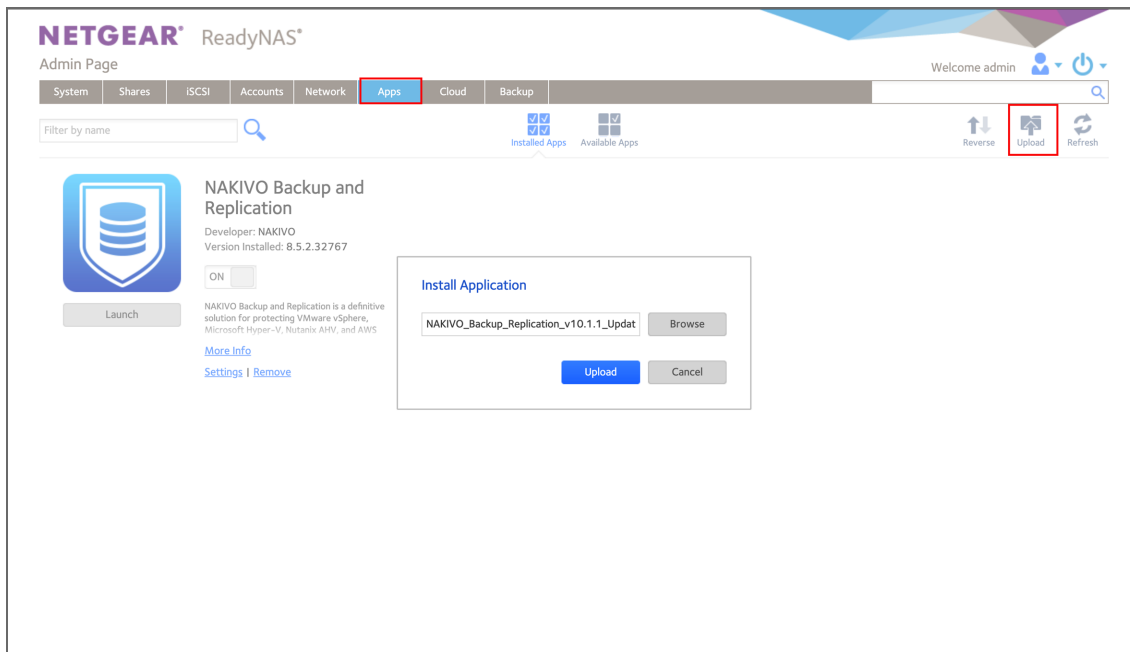 NETGEAR® ReadyNAS®
Admin Page
Welcome admin
System Shares iSCSI Accounts Network Apps Cloud Backup
Filter by name
Installed Apps Available Apps
Reverse Upload Refresh
NAKIVO Backup and
Replication
Developer: NAKIVO
Version Installed: 8.5.2.32767
ON
Launch
NAKIVO Backup and Replication is a definitive
solution for protecting VMware vSphere,
Microsoft Hyper-V, Nutanix AHV, and AWS
More Info
Settings | Remove
Install Application
NAKIVO_Backup_Replication_v10.1.1_Updat Browse
Upload Cancel